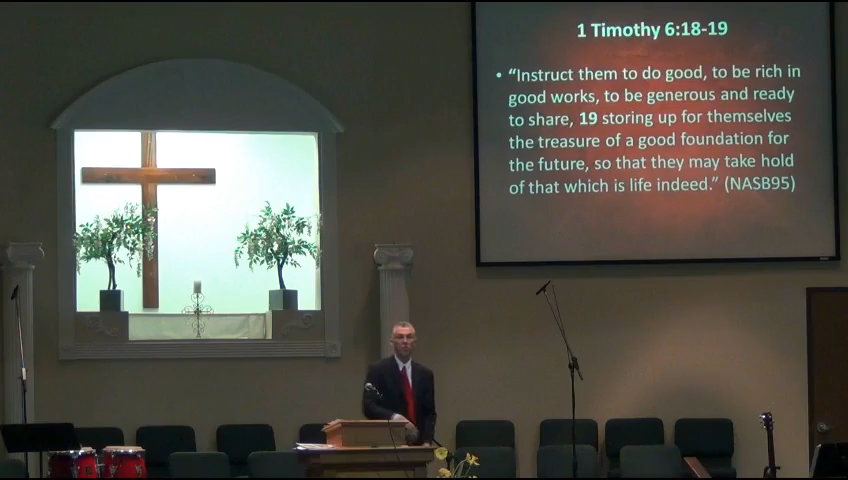 1 Timothy 6:18-19
• “Instruct them to do good, to be rich in
good works, to be generous and ready
to share, 19 storing up for themselves
the treasure of a good foundation for
the future, so that they may take hold
of that which is life indeed.” (NASB95)